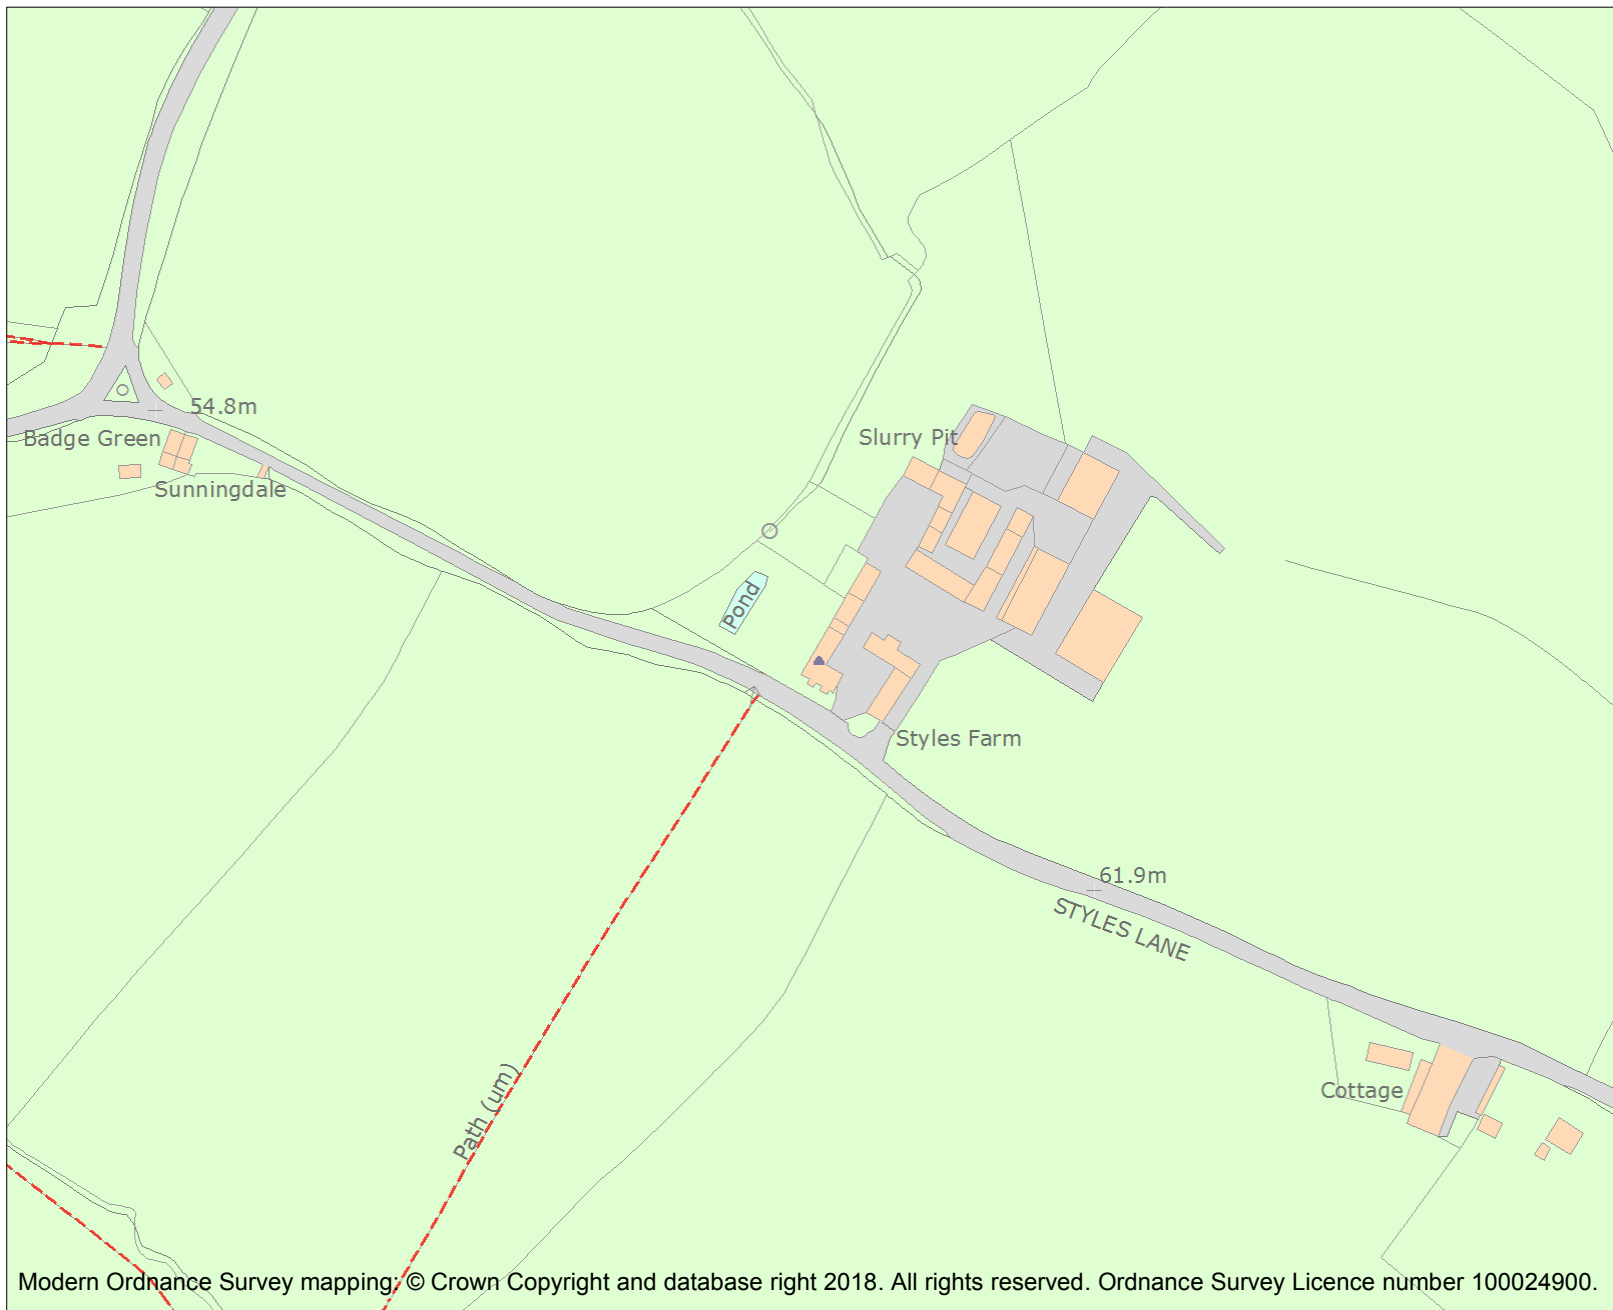 54.8m
Badge Green
Slurry Pit
Sunningdale
Pond
Styles Farm
61.9m
STYLES LANE
Path (um)
Cottage
Modern Ordnance Survey mapping: © Crown Copyright and database right 2018. All rights reserved. Ordnance Survey Licence number 100024900.